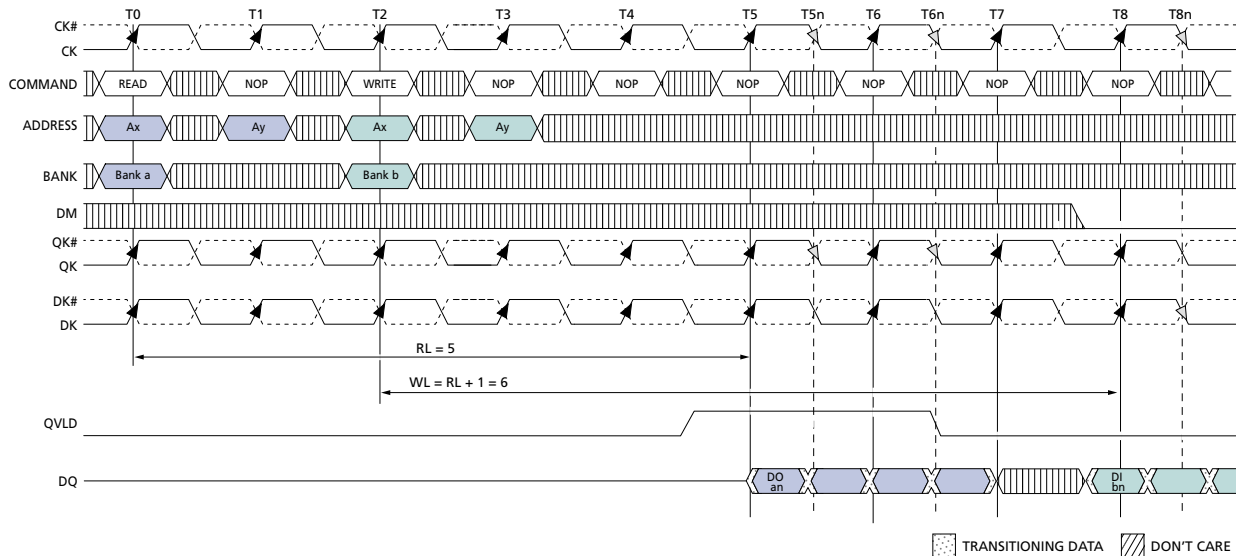 T0 T1 T2 T3 T4 T5 T5n T6 T6n T7 T8 T8n
CK#
CK
COMMAND READ NOP WRITE NOP NOP NOP NOP NOP NOP
ADDRESS Ax Ay Ax Ay
BANK Bank a Bank b
DM
QK#
QK
DK#
DK
RL = 5
WL = RL + 1 = 6
QVLD
DQ DO an DI bn
TRANSITIONING DATA DON'T CARE